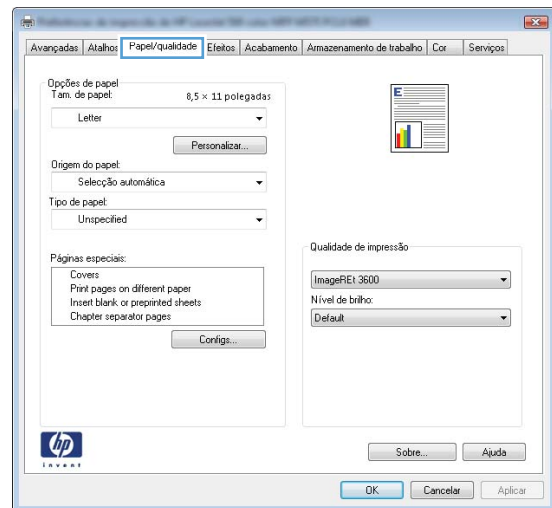 Avançadas Atalhos Papel/qualidade Efeitos Acabamento Armazenamento de trabalho Cor Serviços
Opções de papel
Tam. de papel: 8,5 × 11 polegadas
Letter
Personalizar...
Origem do papel:
Selecção automática
Tipo de papel:
Unspecified
Páginas especiais:
Covers
Print pages on different paper
Insert blank or preprinted sheets
Chapter separator pages
Configs...
E
Qualidade de impressão
ImageREt 3600
Nível de brilho:
Default
hp
invent
Sobre... Ajuda
OK Cancelar Aplicar